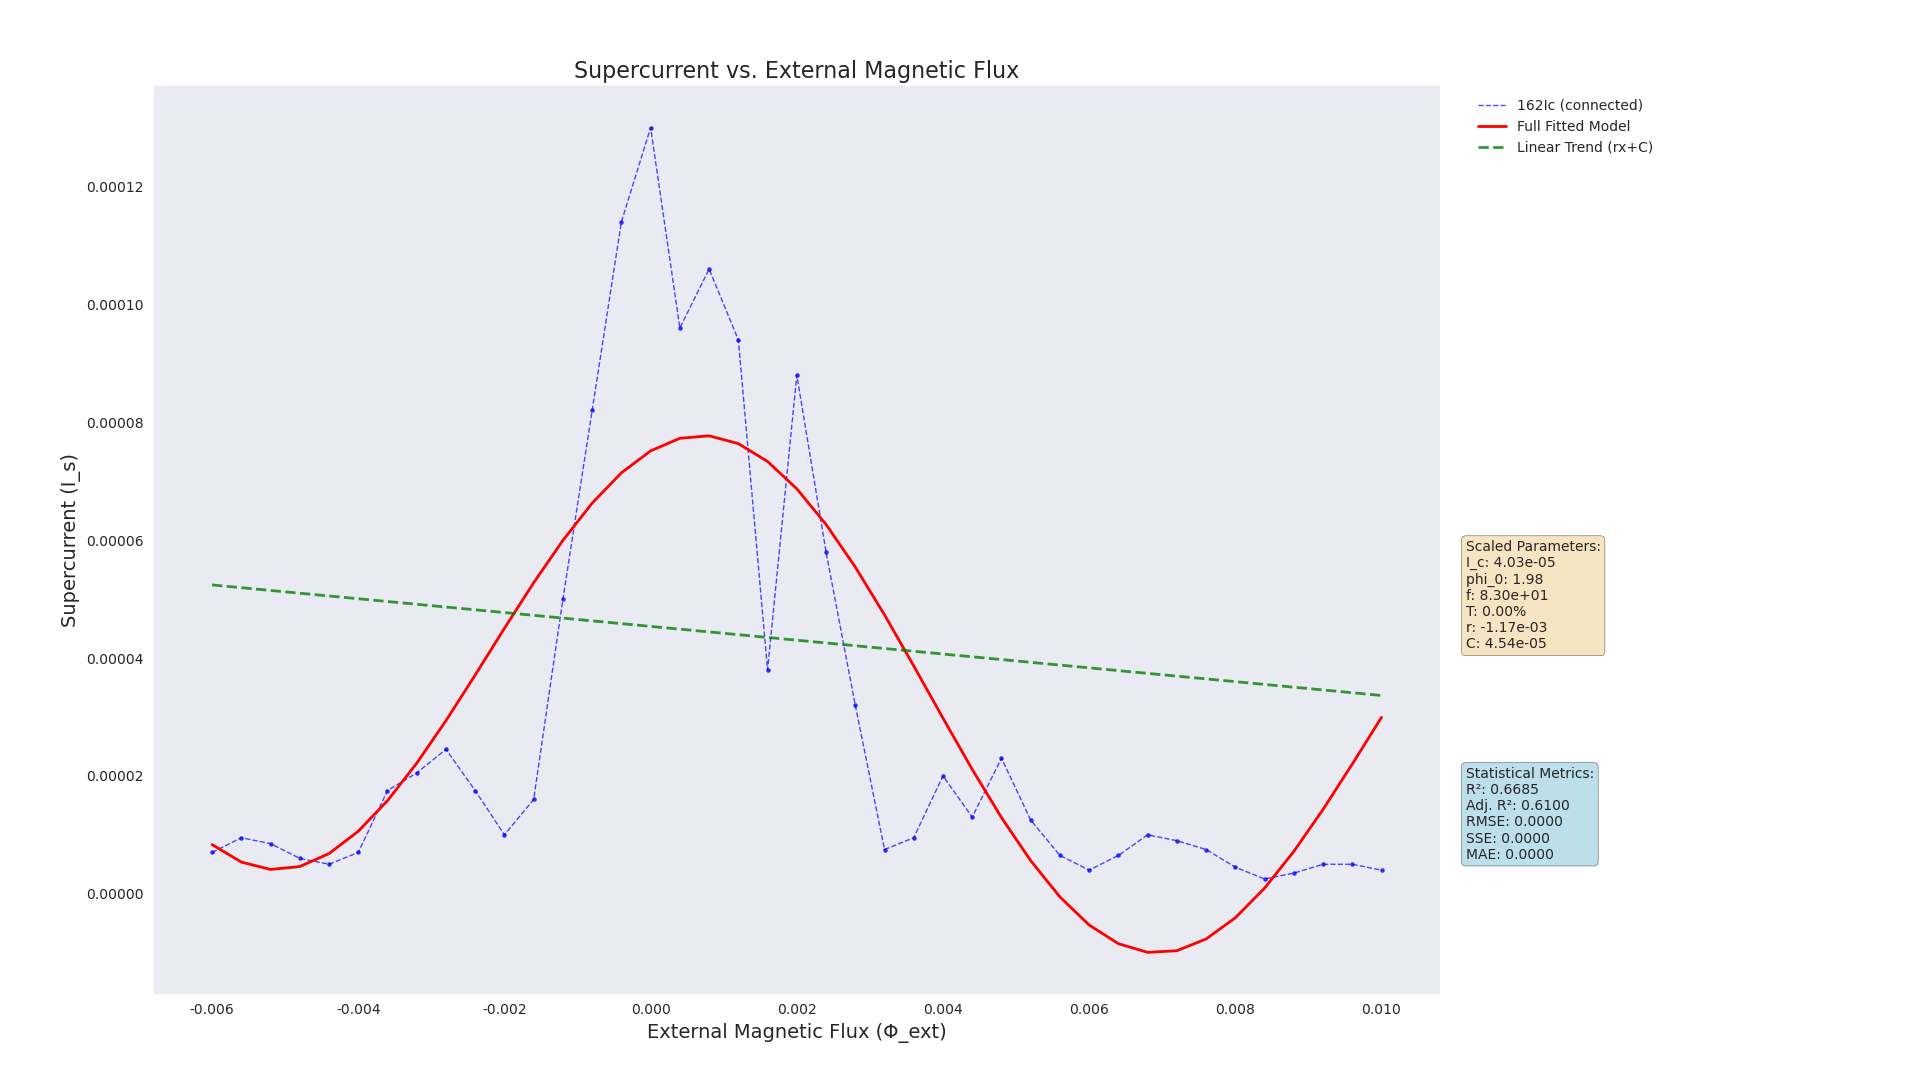 Supercurrent vs. External Magnetic Flux
162Ic (connected)
Full Fitted Model
Linear Trend (rx+C)
0.00012
0.00010
0.00008
0.00006
0.00004
0.00002
0.00000
Supercurrent (I_s)
-0.006
-0.004
-0.002
0.000
0.002
0.004
0.006
0.008
0.010
External Magnetic Flux (Φ_ext)
Scaled Parameters:
I_c: 4.03e-05
phi_0: 1.98
f: 8.30e+01
T: 0.00%
r: -1.17e-03
C: 4.54e-05
Statistical Metrics:
R²: 0.6685
Adj. R²: 0.6100
RMSE: 0.0000
SSE: 0.0000
MAE: 0.0000